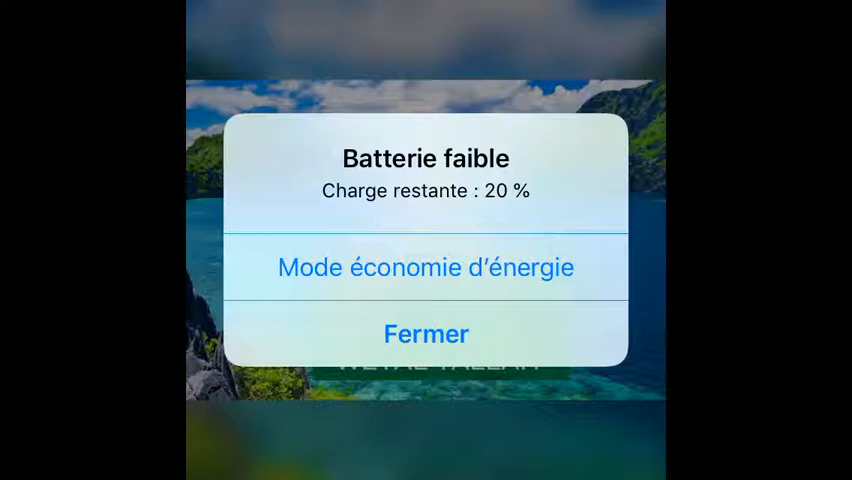 Batterie faible
Charge restante : 20 %
Mode économie d’énergie
Fermer